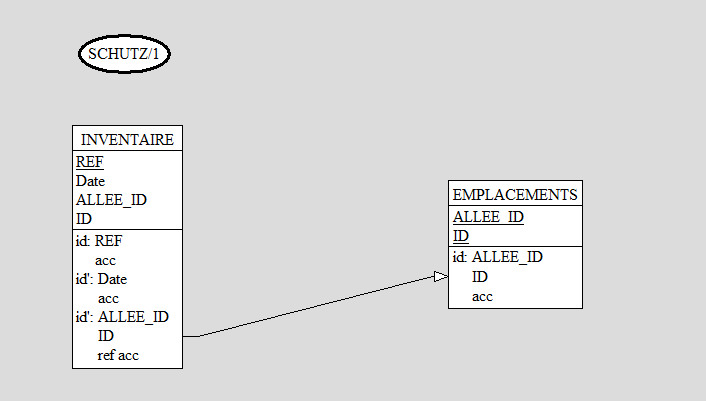 SCHUTZ/1
INVENTAIRE
REF
Date
ALLEE_ID
ID
id: REF
acc
id': Date
acc
id': ALLEE_ID
ID
ref acc
EMPLACEMENTS
ALLEE_ID
ID
id: ALLEE_ID
ID
acc